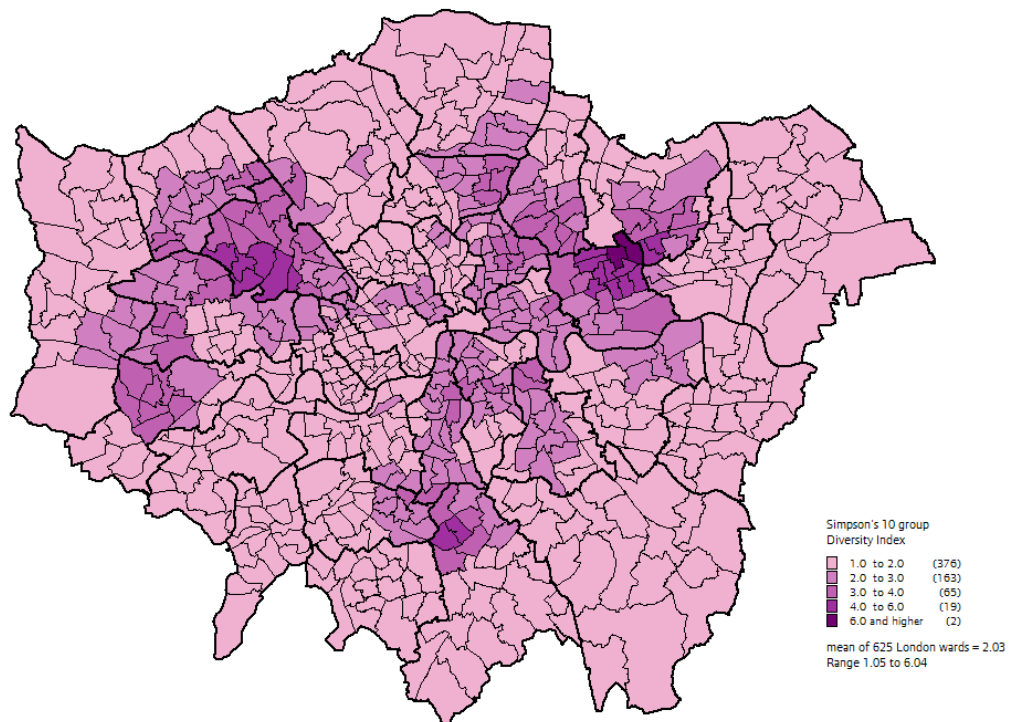 Simpson's 10 group
Diversity Index
1.0 to 2.0 (376)
2.0 to 3.0 (163)
3.0 to 4.0 (65)
4.0 to 6.0 (19)
6.0 and higher (2)
mean of 625 London wards = 2.03
Range 1.05 to 6.04